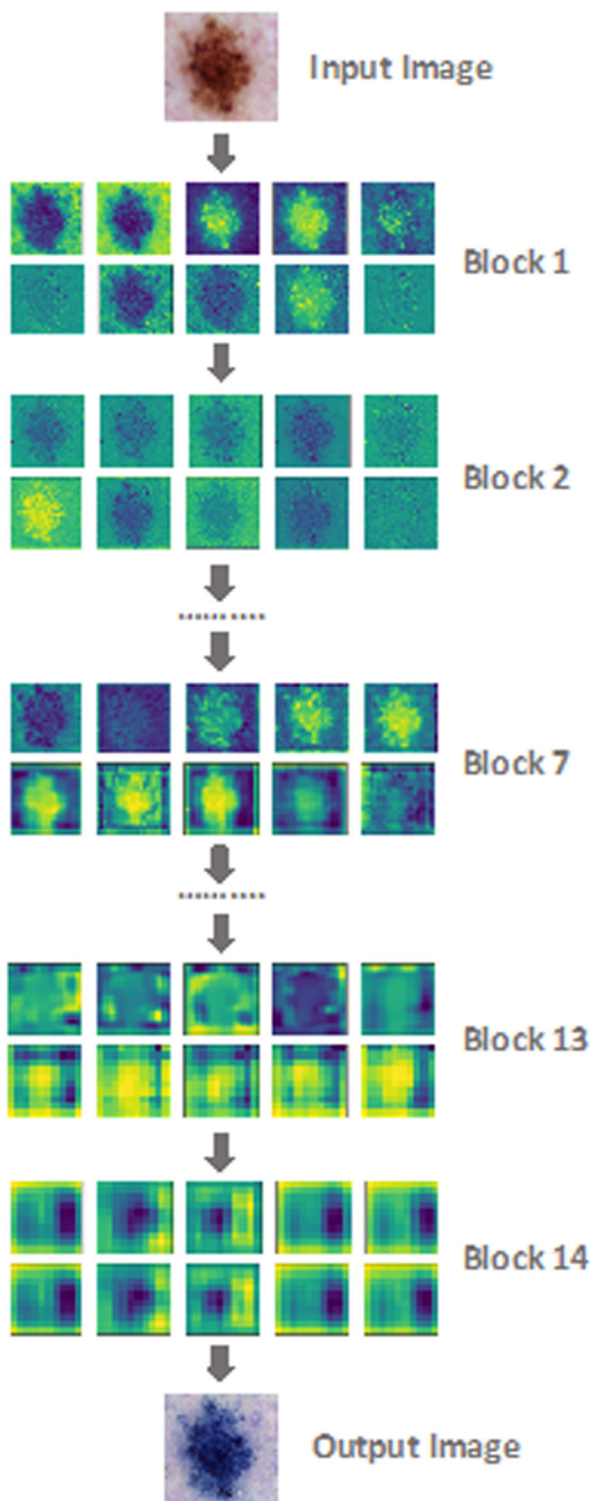 Input Image
Block 1
Block 2
..........
Block 7
..........
Block 13
Block 14
Output Image